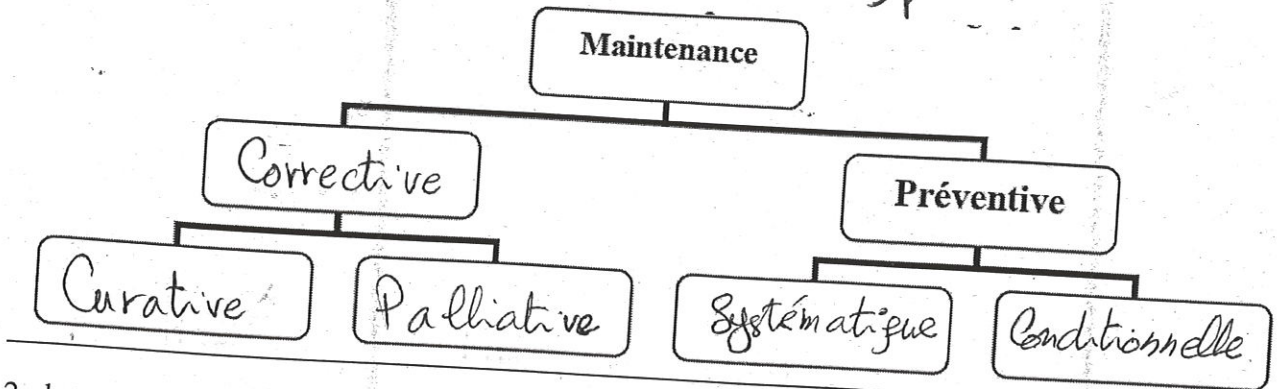 Maintenance
Corrective
Préventive
Curative
Palliative
Systématique
Conditionnelle